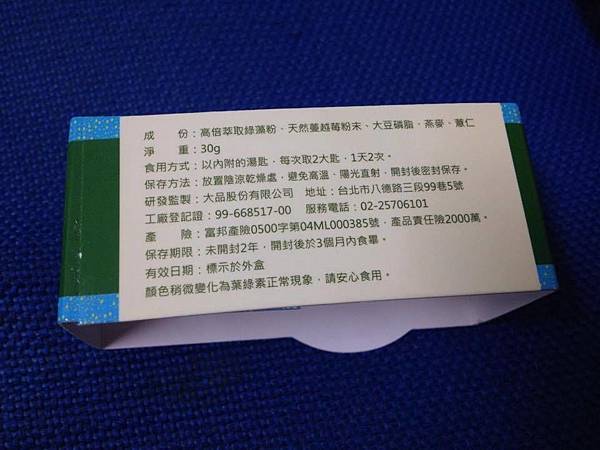 成　　份：高倍萃取綠藻粉、天然蔓越莓粉末、大豆磷脂、燕麥、薏仁
淨　　重：30g
食用方式：以內附的湯匙，每次取2大匙，1天2次。
保存方法：放置陰涼乾燥處，避免高溫、陽光直射，開封後密封保存。
研發監製：大品股份有限公司　地址：台北市八德路三段99巷5號
工廠登記證：99-668517-00　服務電話：02-25706101
產　　險：富邦產險0500字第04ML000385號，產品責任險2000萬。
保存期限：未開封2年，開封後於3個月內食畢。
有效日期：標示於外盒
顏色稍微變化為葉綠素正常現象，請安心食用。